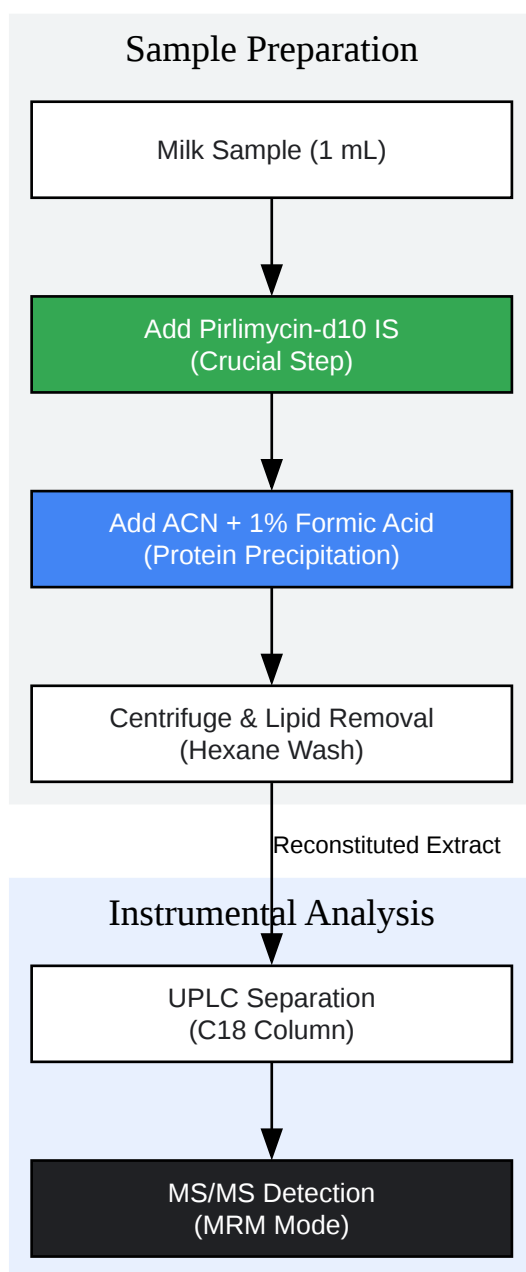 Sample Preparation
Milk Sample (1 mL)
Add Pirlimycin-d10 IS
(Crucial Step)
Add ACN + 1% Formic Acid
(Protein Precipitation)
Centrifuge & Lipid Removal
(Hexane Wash)
Reconstituted Extract
Instrumental Analysis
UPLC Separation
(C18 Column)
MS/MS Detection
(MRM Mode)